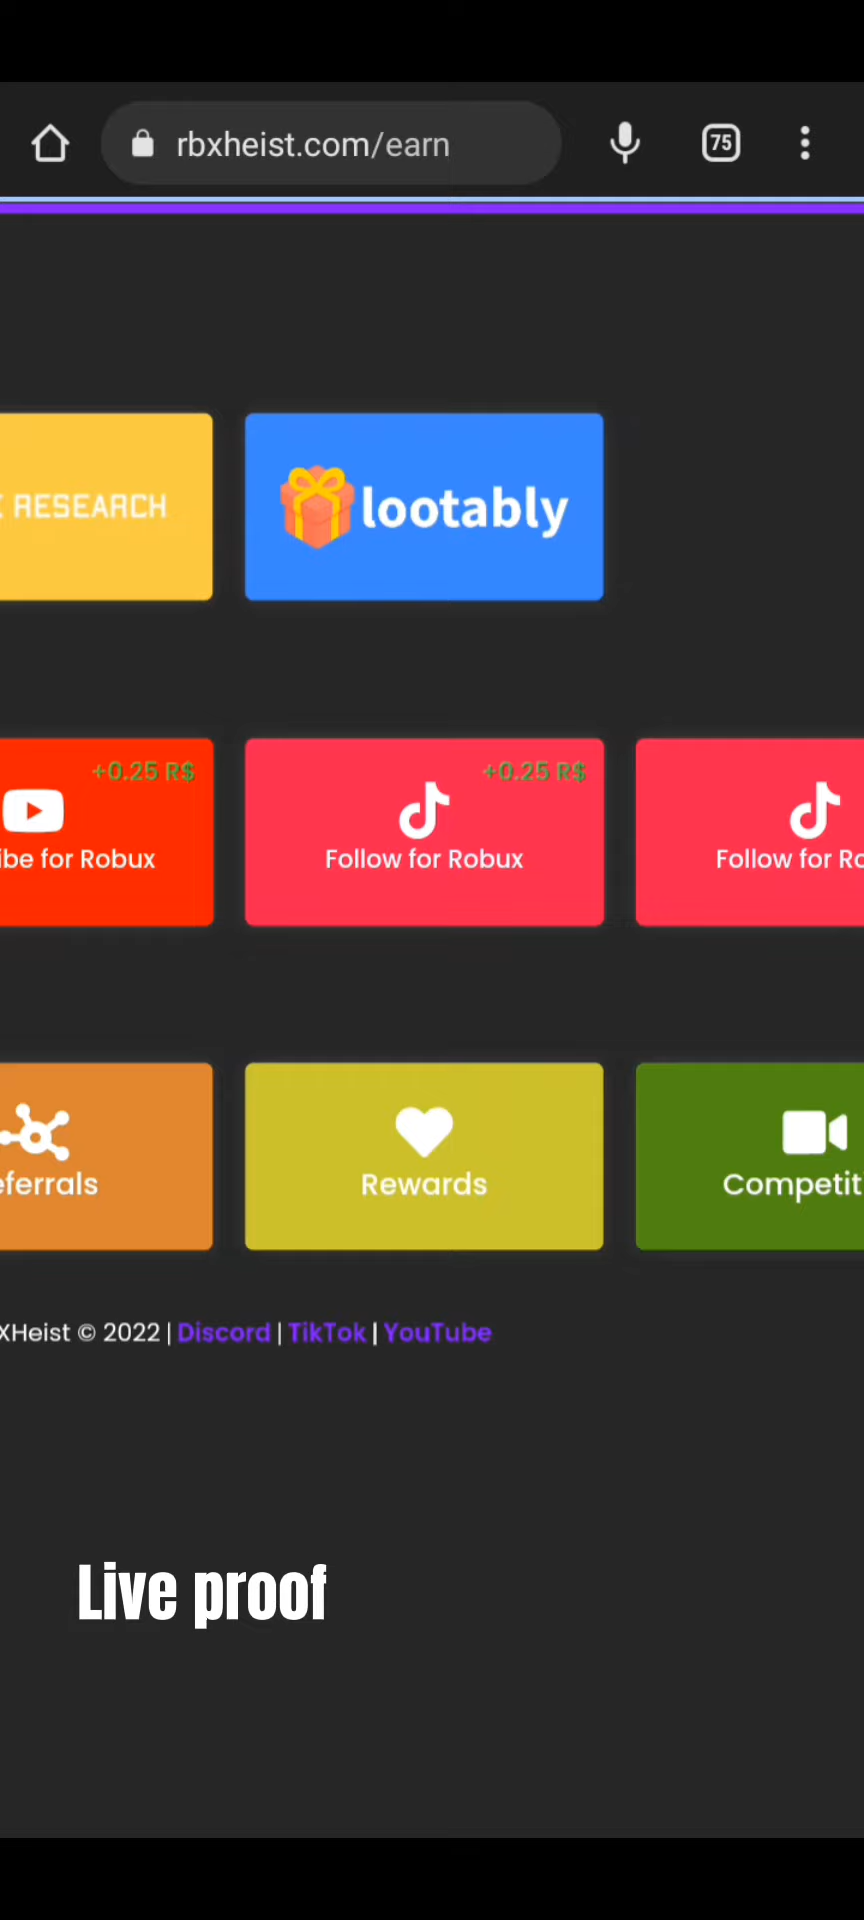 rbxheist.com/earn
75
RESEARCH
lootably
+0.25 R$
+0.25 R$
ibe for Robux
Follow for Robux
Follow for Ro
eferrals
Rewards
Competit
XHeist © 2022 | Discord | TikTok | YouTube
Live proof